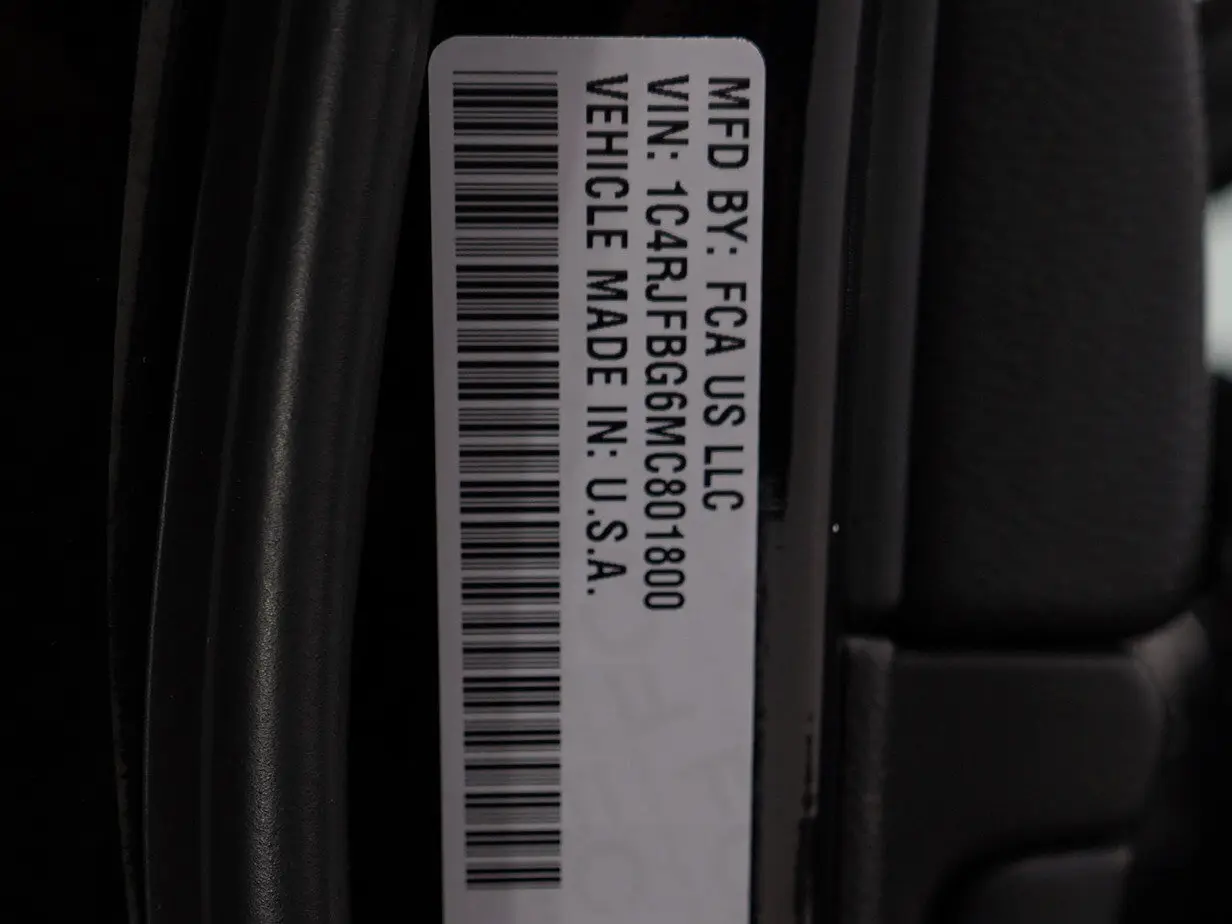 MFD BY: FCA US LLC
VIN: 1C4RJFBG6MC801800
VEHICLE MADE IN: U.S.A.